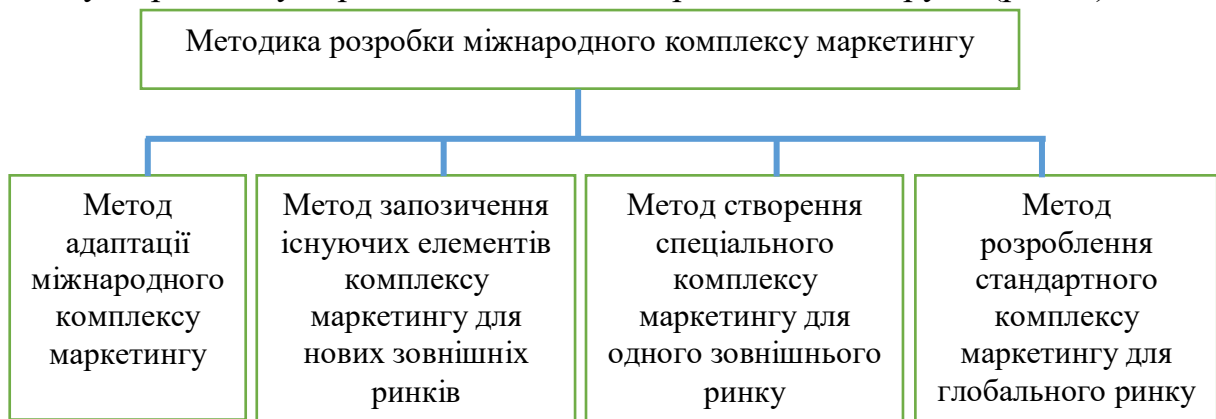 Методика розробки міжнародного комплексу маркетингу
Метод
адаптації
міжнародного
комплексу
маркетингу
Метод запозичення
існуючих елементів
комплексу
маркетингу для
нових зовнішніх
ринків
Метод створення
спеціального
комплексу
маркетингу для
одного зовнішнього
ринку
Метод
розроблення
стандартного
комплексу
маркетингу для
глобального ринку